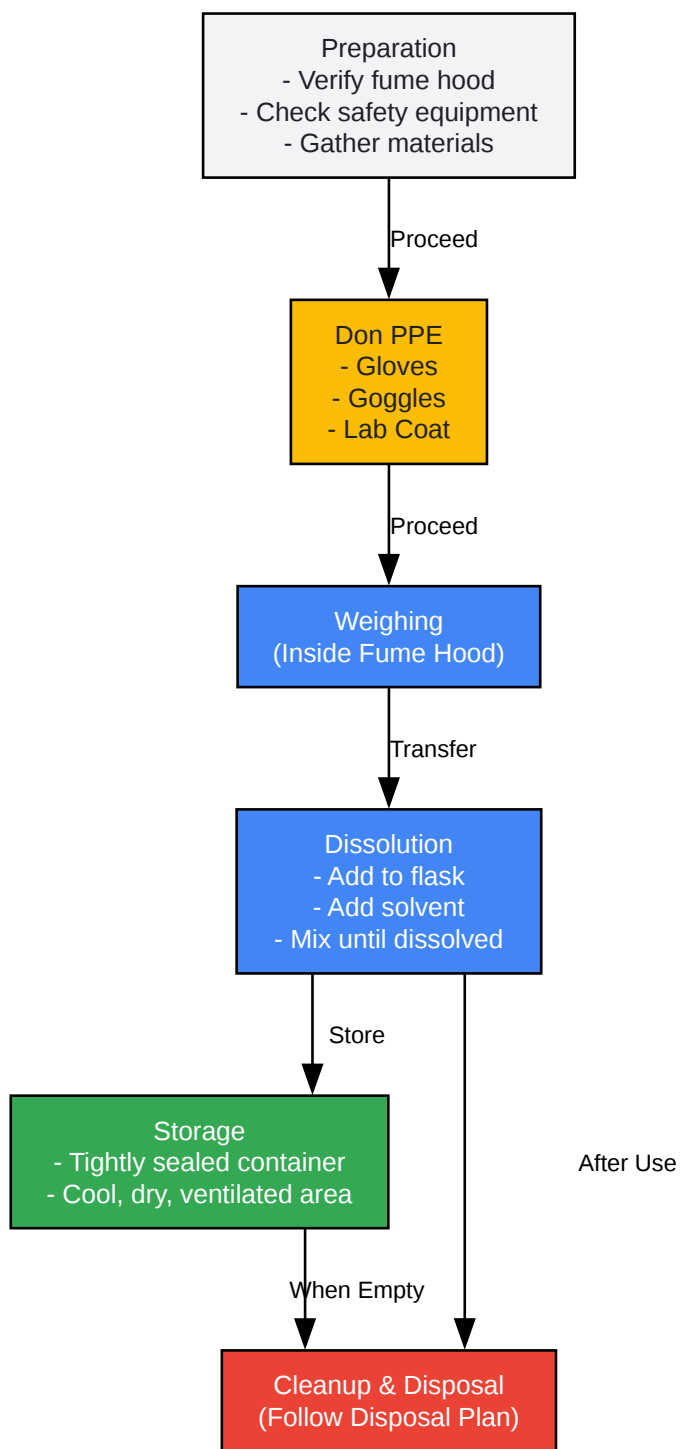 Preparation
- Verify fume hood
- Check safety equipment
- Gather materials
Proceed
Don PPE
- Gloves
- Goggles
- Lab Coat
Proceed
Weighing
(Inside Fume Hood)
Transfer
Dissolution
- Add to flask
- Add solvent
- Mix until dissolved
Store
Storage
- Tightly sealed container
- Cool, dry, ventilated area
After Use
When Empty
Cleanup & Disposal
(Follow Disposal Plan)